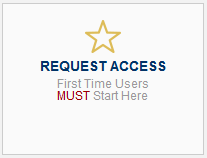 REQUEST ACCESS
First Time Users
MUST Start Here